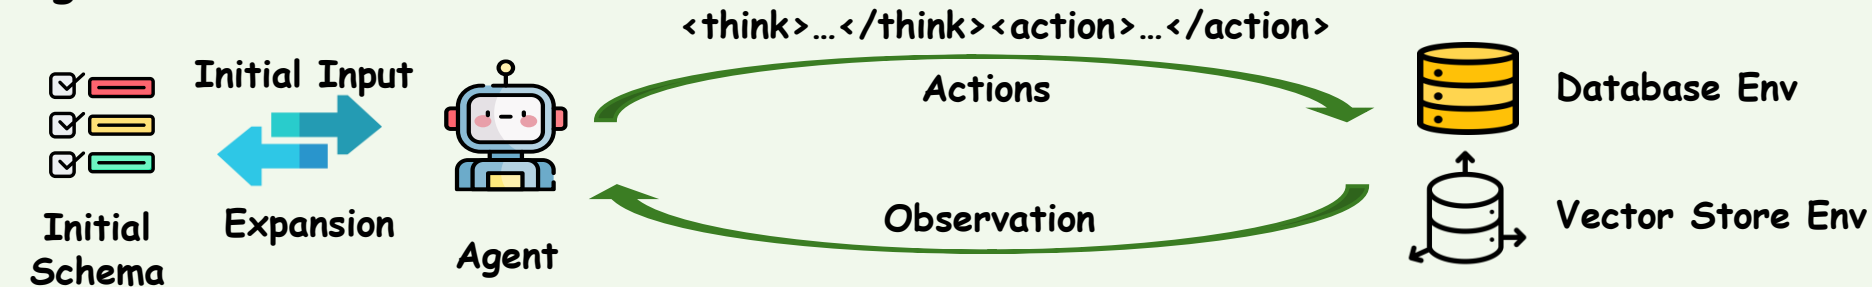 <think>…</think><action>…</action>
Initial Input
Actions
Database Env
Expansion
Observation
Vector Store Env
Initial
Schema
Agent